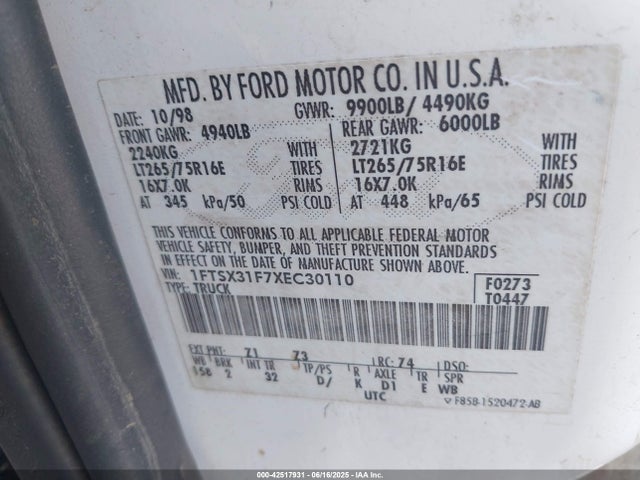 MFD. BY FORD MOTOR CO. IN U.S.A.
DATE: 10/98 GVWR: 9900LB/ 4490KG
FRONT GAWR: 4940LB REAR GAWR: 6000LB
2240KG WITH 2721KG WITH
LT265/75R16E TIRES LT265/75R16E TIRES
16X7.0K RIMS 16X7.0K RIMS
AT 345 kPa/50 PSI COLD AT 448 kPa/65 PSI COLD
THIS VEHICLE CONFORMS TO ALL APPLICABLE FEDERAL MOTOR
VEHICLE SAFETY, BUMPER, AND THEFT PREVENTION STANDARDS
IN EFFECT ON THE DATE OF MANUFACTURE SHOWN ABOVE.
VIN: 1FTSX31F7XEC30110 F0273
TYPE: TRUCK T0447
EXT PNT: Z1 Z3 RC: 74 DSO:
WB BRK INT TR TP/PS R AXLE TR SPR
158 2 32 D/ K D1 E WB
UTC F85B-1520472-AB
000-42517931 - 06/16/2025 - IAA Inc.